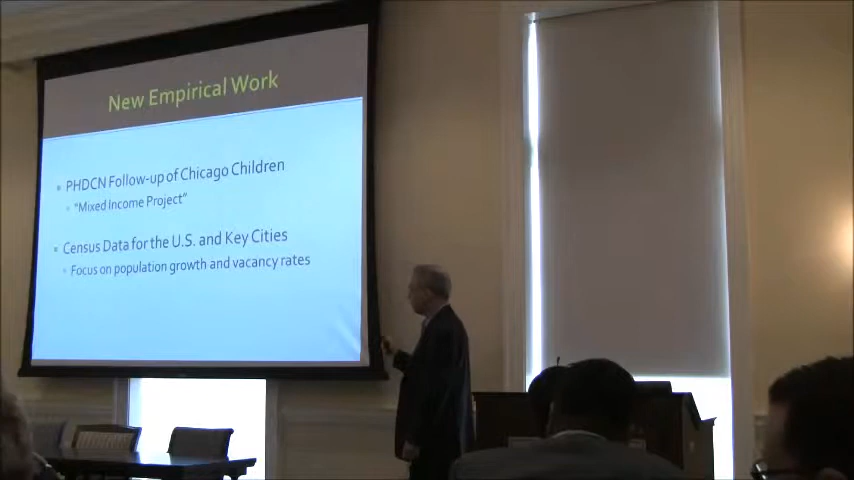 New Empirical Work
PHDCN Follow-up of Chicago Children
"Mixed Income Project"
Census Data for the U.S. and Key Cities
Focus on population growth and vacancy rates